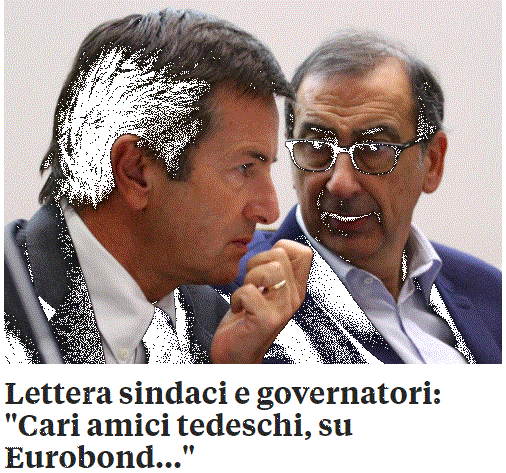 Lettera sindaci e governatori:
"Cari amici tedeschi, su
Eurobond..."